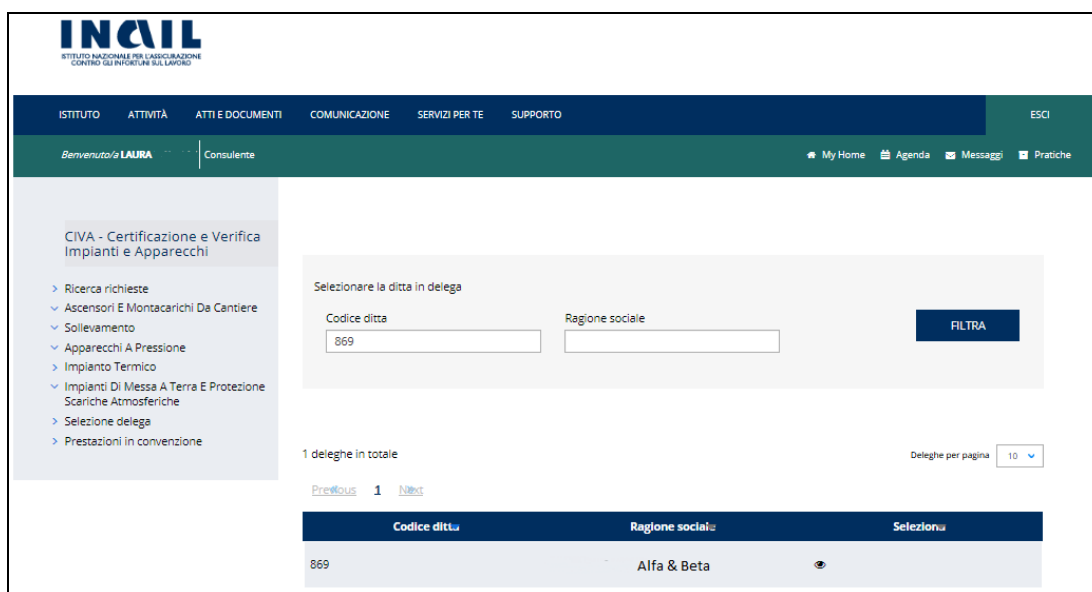 INAIL
ISTITUTO NAZIONALE PER L'ASSICURAZIONE
CONTRO GLI INFORTUNI SUL LAVORO
ISTITUTO ATTIVITÀ ATTI E DOCUMENTI COMUNICAZIONE SERVIZI PER TE SUPPORTO ESCI
Benvenuto/a LAURA Consulente My Home Agenda Messaggi Pratiche
CIVA - Certificazione e Verifica
Impianti e Apparecchi
Ricerca richieste
Ascensori E Montacarichi Da Cantiere
Sollevamento
Apparecchi A Pressione
Impianto Termico
Impianti Di Messa A Terra E Protezione
Scariche Atmosferiche
Selezione delega
Prestazioni in convenzione
Selezionare la ditta in delega
Codice ditta Ragione sociale
869
FILTRA
1 deleghe in totale Deleghe per pagina 10
Previous 1 Next
Codice ditta Ragione sociale Seleziona
869 Alfa & Beta